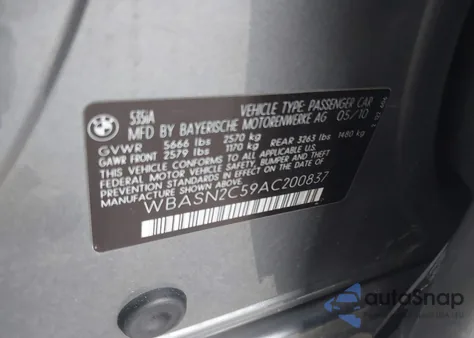 535iA
VEHICLE TYPE: PASSENGER CAR
MFD BY BAYERISCHE MOTORENWERKE AG 05/10
GVWR 5666 lbs 2570 kg
GAWR FRONT 2579 lbs 1170 kg REAR 3263 lbs 1480 kg
THIS VEHICLE CONFORMS TO ALL APPLICABLE
FEDERAL MOTOR VEHICLE SAFETY, BUMPER AND THEFT
PREVENTION STANDARDS IN EFFECT ON THE DATE OF
MANUFACTURE SHOWN ABOVE.
WBASN2C59AC200837
autoSnap